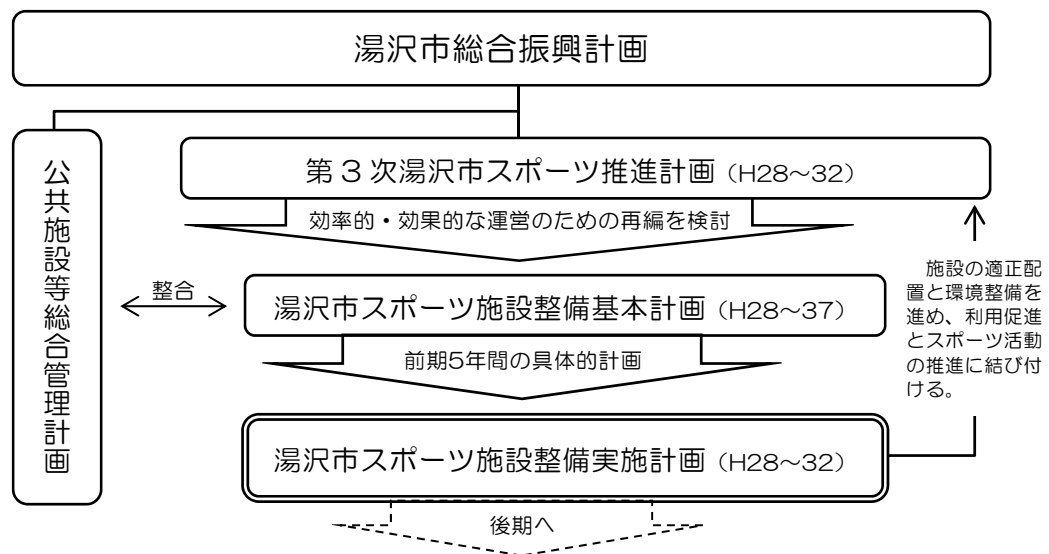 湯沢市総合振興計画
公共施設等総合管理計画
第3次湯沢市スポーツ推進計画(H28~32)
効率的・効果的な運営のための再編を検討
整合
湯沢市スポーツ施設整備基本計画(H28~37)
前期5年間の具体的計画
湯沢市スポーツ施設整備実施計画(H28~32)
後期へ
施設の適正配
置と環境整備を
進め、利用促進
とスポーツ活動
の推進に結び付
ける。